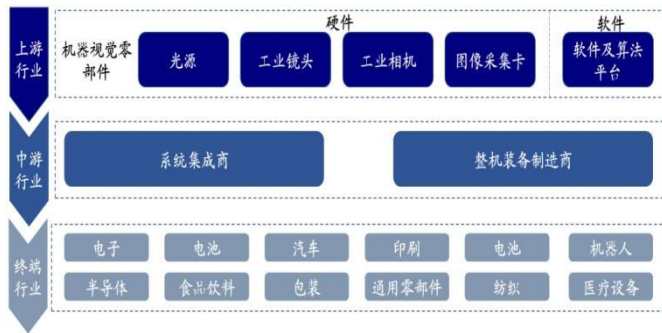 硬件
软件
上游
行业
机器视觉零
部件
光源
工业镜头
工业相机
图像采集卡
软件及算法
平台
中游
行业
系统集成商
整机装备制造商
终端
行业
电子
电池
汽车
印刷
电池
机器人
半导体
食品饮料
包装
通用零部件
纺织
医疗设备